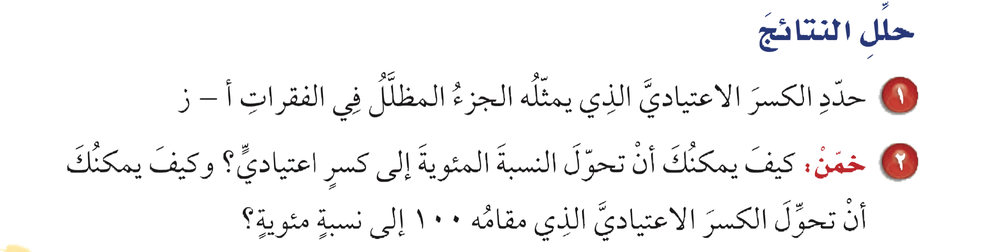 حلِّلِ النتائجَ
١ حدّدِ الكسرَ الاعتياديَّ الذِي يمثّلُه الجزءُ المظلَّلُ فِي الفقراتِ أ – ز
٢ خمّنْ: كيفَ يمكنُكَ أنْ تحوّلَ النسبةَ المئويةَ إلى كسرٍ اعتياديٍّ؟ وكيفَ يمكنُكَ
أنْ تحوِّلَ الكسرَ الاعتياديَّ الذِي مقامُه ١٠٠ إلى نسبةٍ مئويةٍ؟